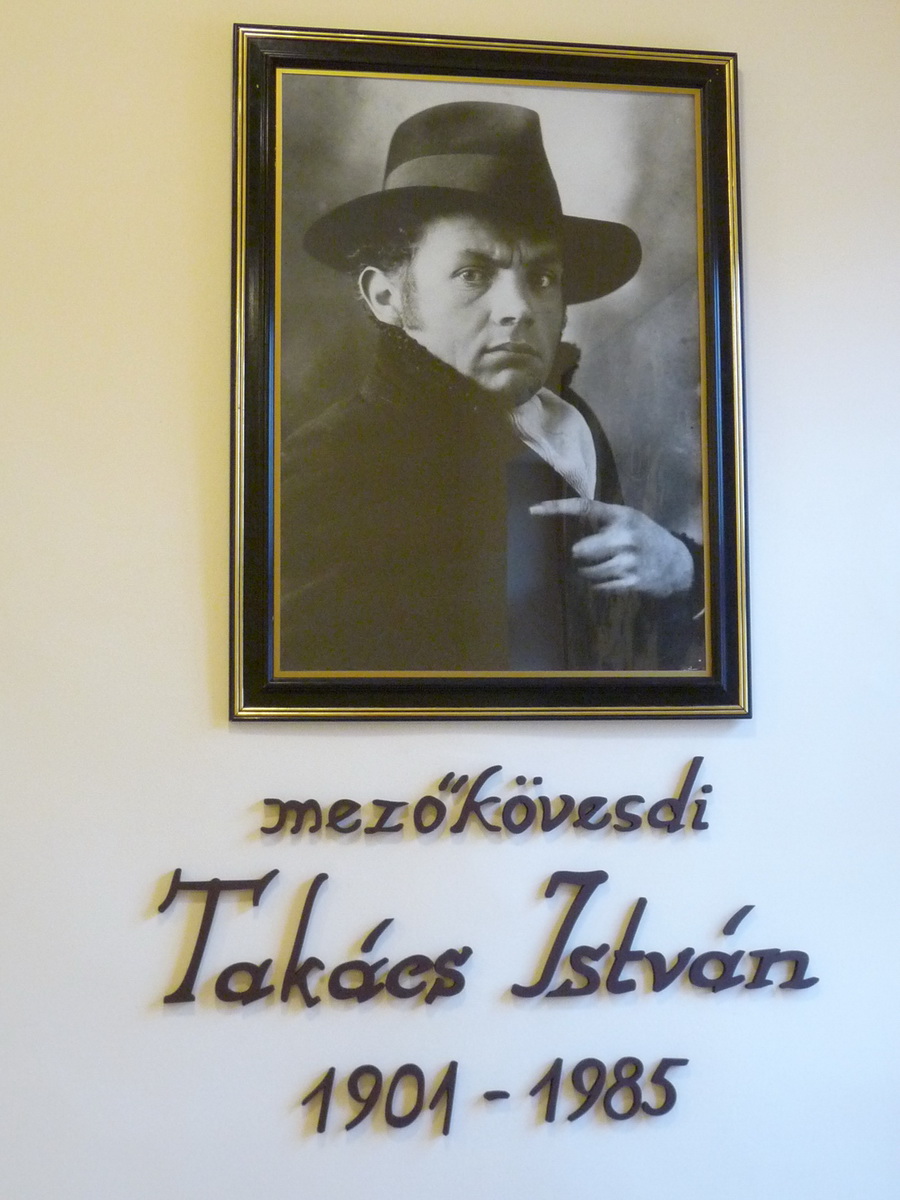 mezőkövesdi
Takács István
1901 - 1985